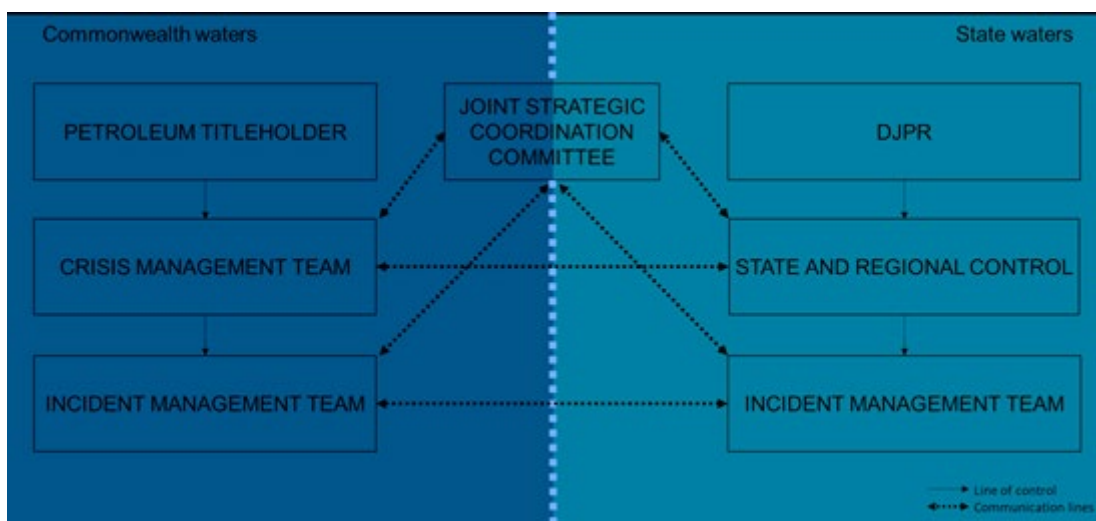 Commonwealth waters
State waters
PETROLEUM TITLEHOLDER
JOINT STRATEGIC
COORDINATION
COMMITTEE
DJPR
CRISIS MANAGEMENT TEAM
STATE AND REGIONAL CONTROL
INCIDENT MANAGEMENT TEAM
INCIDENT MANAGEMENT TEAM
Line of control
Communication lines